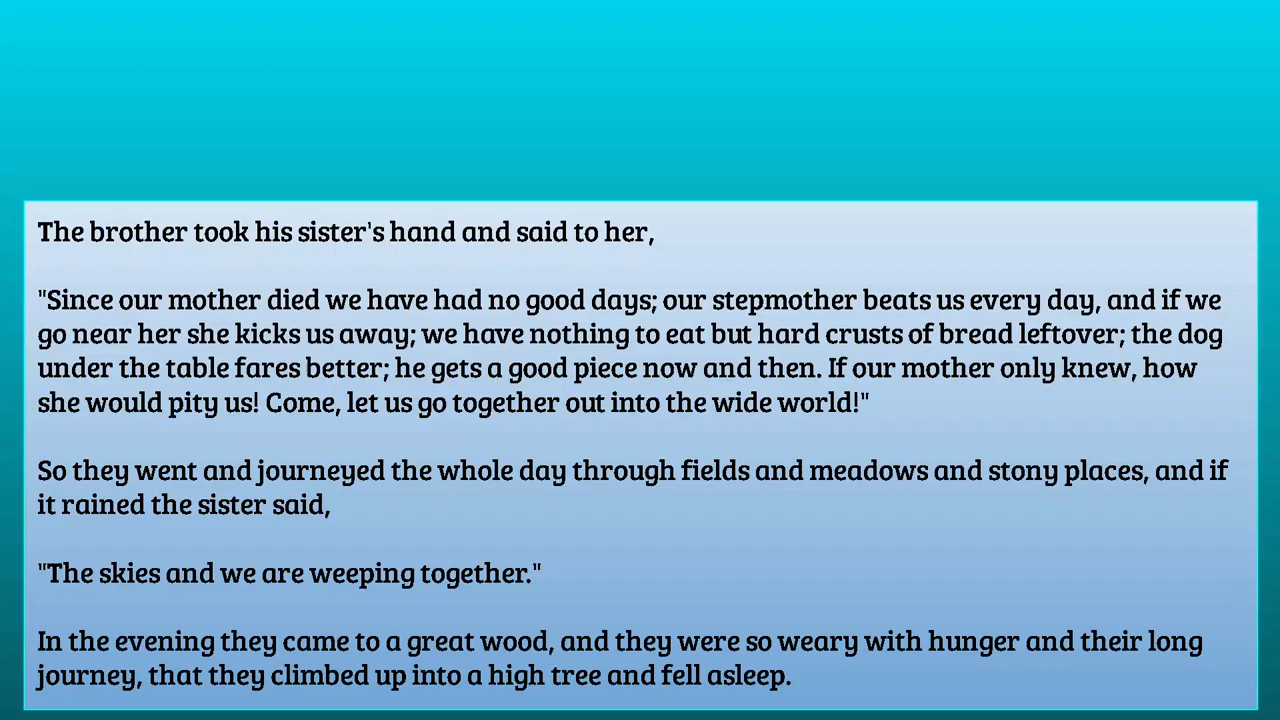 The brother took his sister's hand and said to her,
"Since our mother died we have had no good days; our stepmother beats us every day, and if we
go near her she kicks us away; we have nothing to eat but hard crusts of bread leftover; the dog
under the table fares better; he gets a good piece now and then. If our mother only knew, how
she would pity us! Come, let us go together out into the wide world!"
So they went and journeyed the whole day through fields and meadows and stony places, and if
it rained the sister said,
"The skies and we are weeping together."
In the evening they came to a great wood, and they were so weary with hunger and their long
journey, that they climbed up into a high tree and fell asleep.